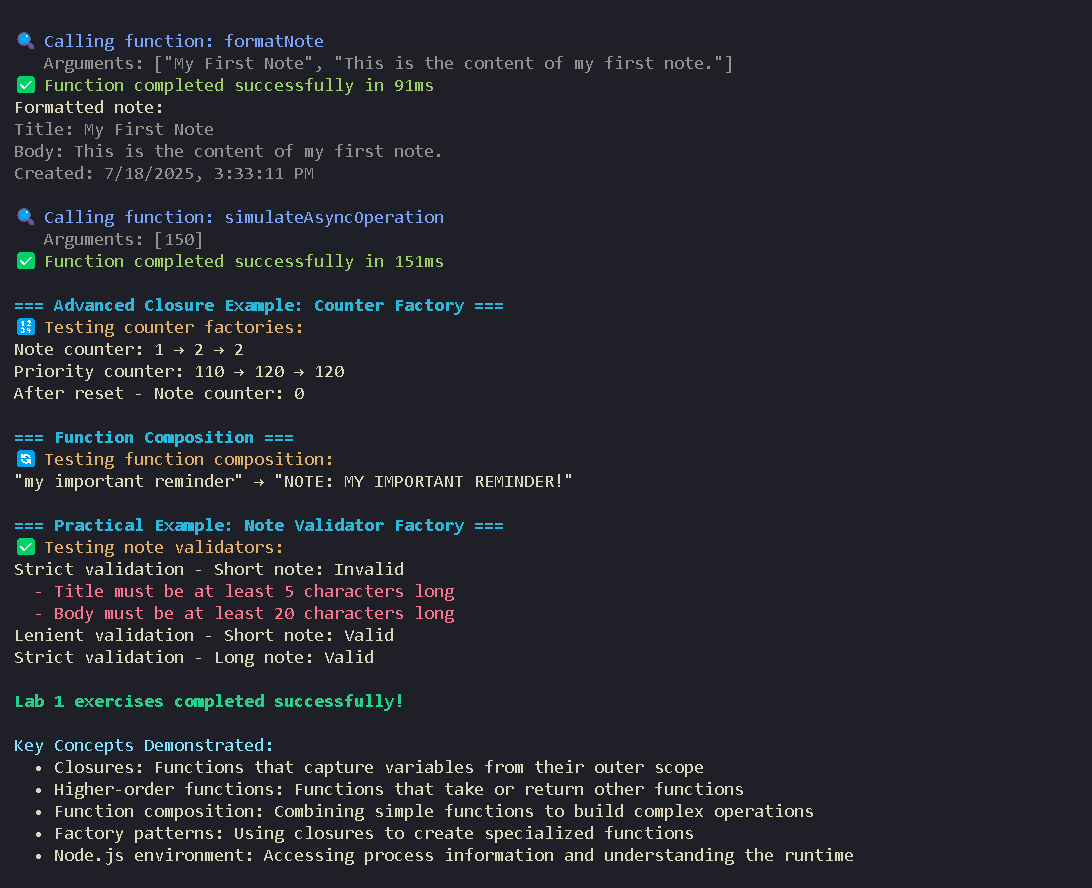 🔍 Calling function: formatNote
   Arguments: ["My First Note", "This is the content of my first note."]
✅ Function completed successfully in 91ms
Formatted note:
Title: My First Note
Body: This is the content of my first note.
Created: 7/18/2025, 3:33:11 PM

🔍 Calling function: simulateAsyncOperation
   Arguments: [150]
✅ Function completed successfully in 151ms

=== Advanced Closure Example: Counter Factory ===
🔢 Testing counter factories:
Note counter: 1 → 2 → 2
Priority counter: 110 → 120 → 120
After reset - Note counter: 0

=== Function Composition ===
🔄 Testing function composition:
"my important reminder" → "NOTE: MY IMPORTANT REMINDER!"

=== Practical Example: Note Validator Factory ===
✅ Testing note validators:
Strict validation - Short note: Invalid
  - Title must be at least 5 characters long
  - Body must be at least 20 characters long
Lenient validation - Short note: Valid
Strict validation - Long note: Valid

Lab 1 exercises completed successfully!

Key Concepts Demonstrated:
  • Closures: Functions that capture variables from their outer scope
  • Higher-order functions: Functions that take or return other functions
  • Function composition: Combining simple functions to build complex operations
  • Factory patterns: Using closures to create specialized functions
  • Node.js environment: Accessing process information and understanding the runtime